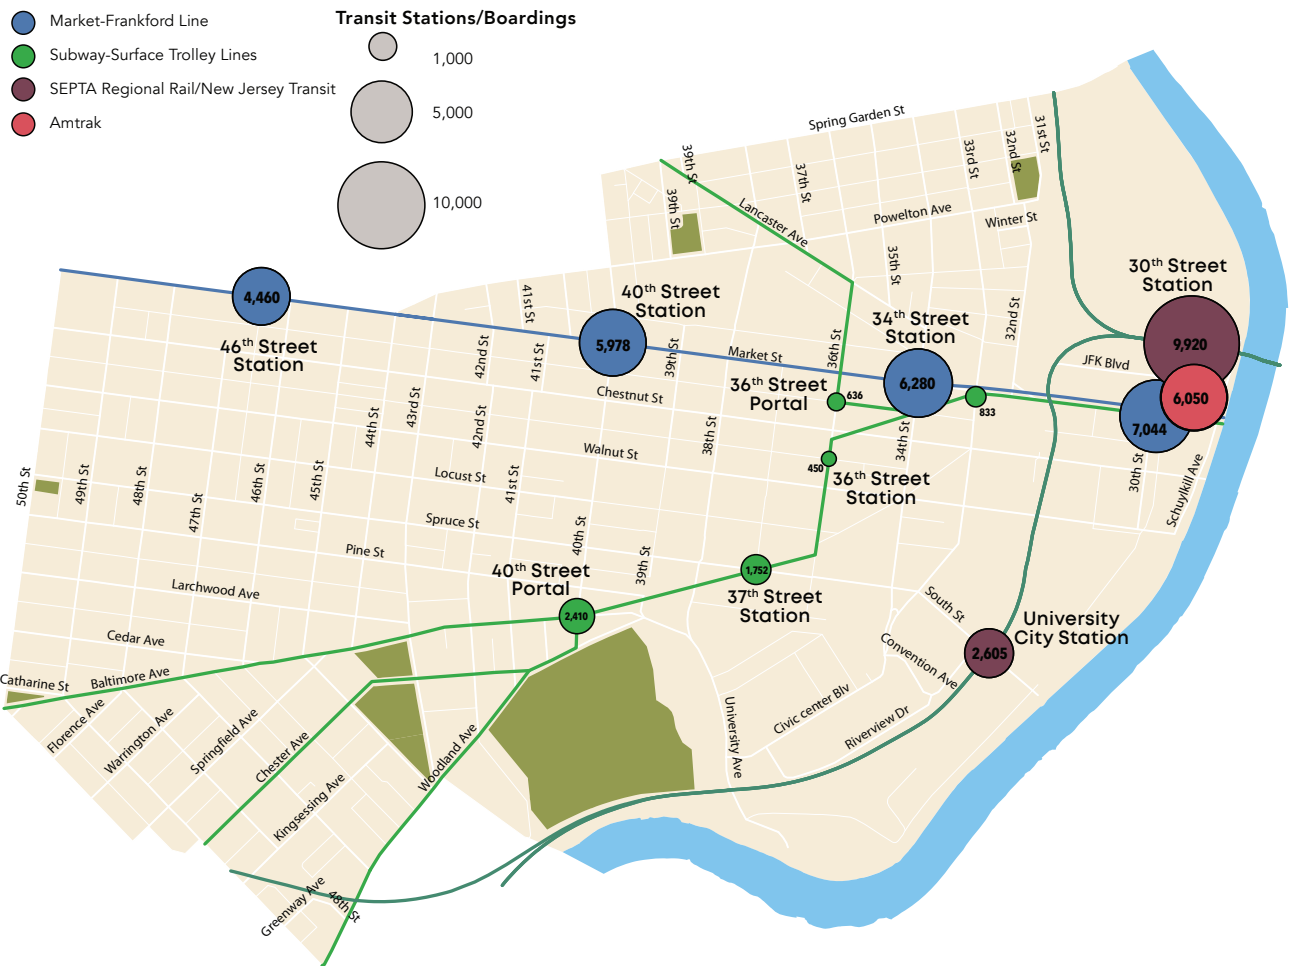 Market-Frankford Line
Subway-Surface Trolley Lines
SEPTA Regional Rail/New Jersey Transit
Amtrak
Transit Stations/Boardings
1,000
5,000
10,000
Spring Garden St
39th St
39th St
37th St
33rd St
32nd St
31st St
Lancaster Ave
Powelton Ave
Winter St
35th St
32nd St
30th Street
Station
9,920
6,050
7,044
JFK Blvd
40th Street
Station
5,978
34th Street
Station
6,280
4,460
46th Street
Station
41st St
42nd St
41st St
39th St
Market St
36th St
36th Street
Portal
636
833
Chestnut St
44th St
43rd St
42nd St
38th St
34th St
Walnut St
450
36th Street
Station
30th St
Schuylkill Ave
50th St
49th St
48th St
47th St
46th St
45th St
Locust St
41st St
Spruce St
40th St
39th St
Pine St
40th Street
Portal
2,410
1,752
37th Street
Station
Larchwood Ave
South St
University
City Station
2,605
Convention Ave
Cedar Ave
Baltimore Ave
Catharine St
Florence Ave
Warrington Ave
Springfield Ave
Chester Ave
Kingsessing Ave
Woodland Ave
University Ave
Civic center Blv
Riverview Dr
Greenway Ave
48th St